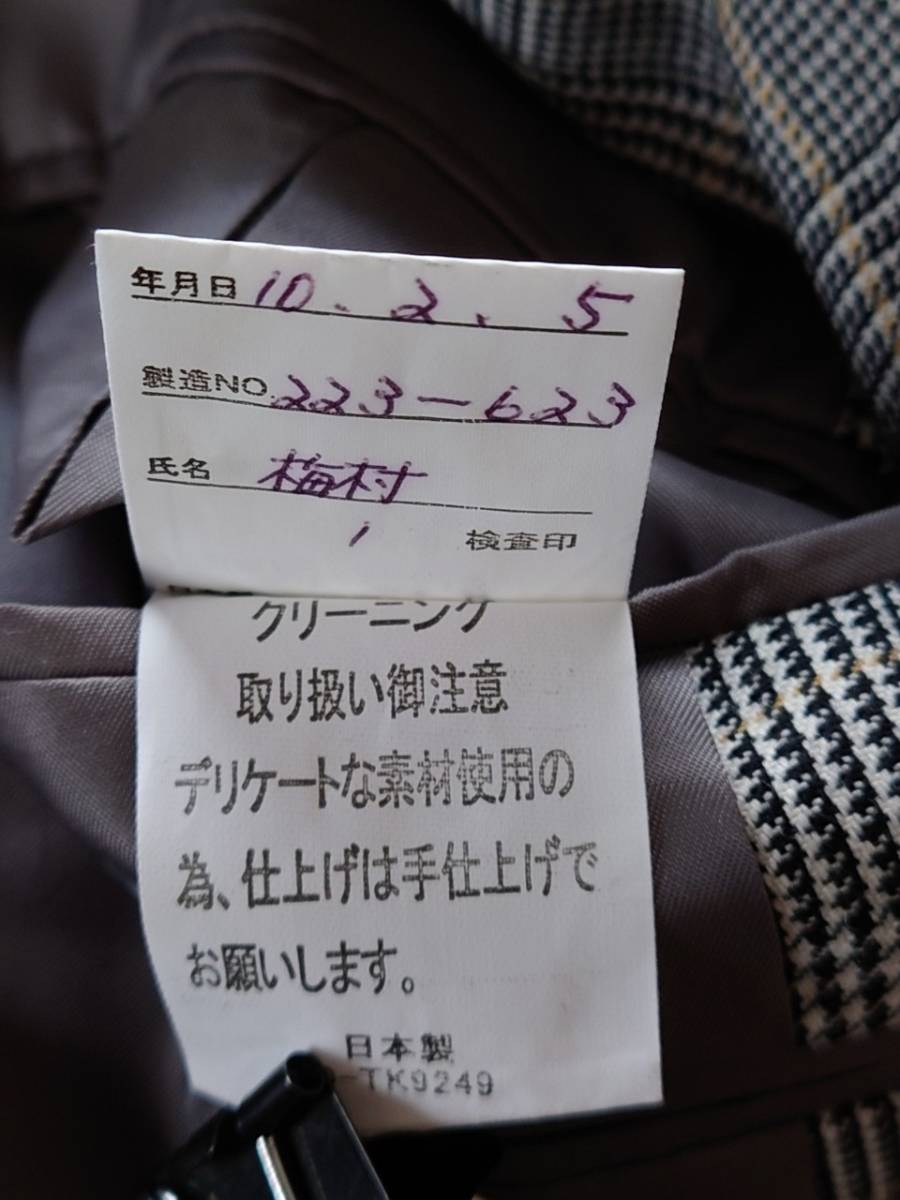 年月日 10. 2. 5
製造NO. 223-623
氏名 梅村
1 検査印
クリーニング
取り扱い御注意
デリケートな素材使用の
為、仕上げは手仕上げで
お願いします。
日本製
-TK9249